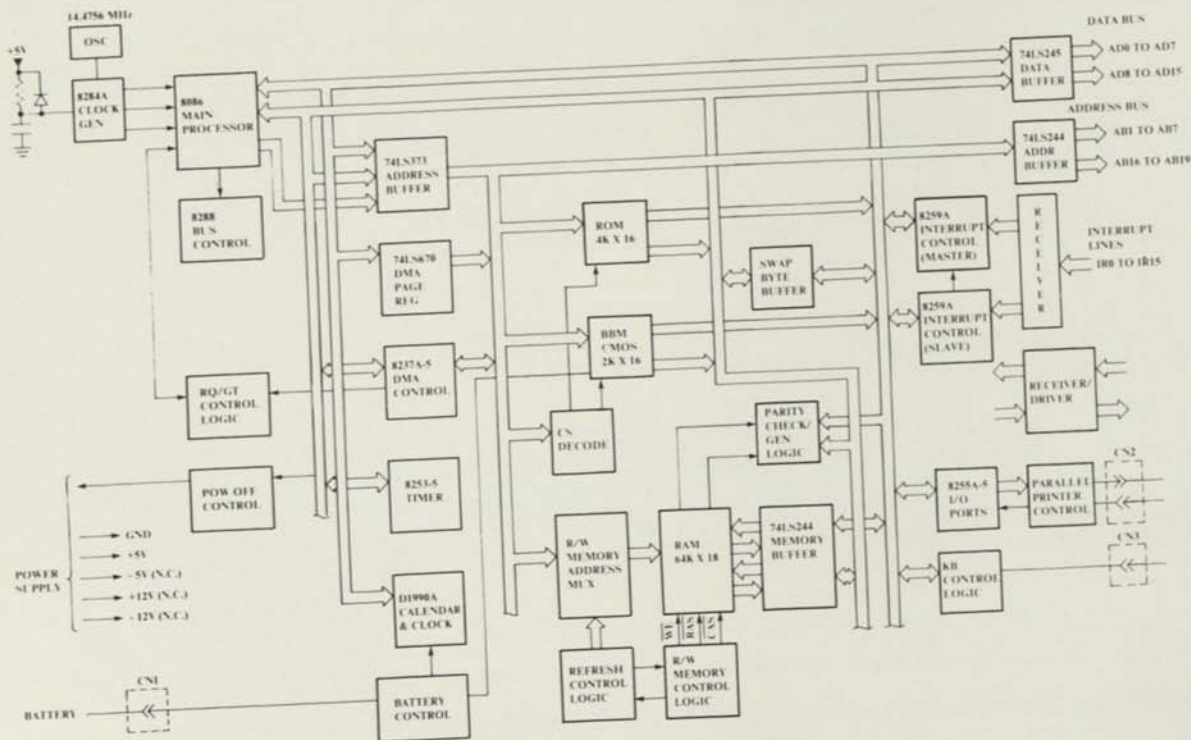 14.4756 MHz
OSC
+5V
8284A
CLOCK
GEN
8086
MAIN
PROCESSOR
8288
BUS
CONTROL
74LS373
ADDRESS
BUFFER
74LS670
DMA
PAGE
REG
8237A-5
DMA
CONTROL
RQ/GT
CONTROL
LOGIC
POW OFF
CONTROL
8253-5
TIMER
POWER
SUPPLY
GND
+5V
-5V (N.C.)
+12V (N.C.)
-12V (N.C.)
D1990A
CALENDAR
& CLOCK
CN1
BATTERY
BATTERY
CONTROL
ROM
4K X 16
BBM
CMOS
2K X 16
CS
DECODE
SWAP
BYTE
BUFFER
PARITY
CHECK/
GEN
LOGIC
R/W
MEMORY
ADDRESS
MUX
RAM
64K X 18
74LS244
MEMORY
BUFFER
WE
RAS
CAS
REFRESH
CONTROL
LOGIC
R/W
MEMORY
CONTROL
LOGIC
DATA BUS
74LS245
DATA
BUFFER
AD0 TO AD7
AD8 TO AD15
ADDRESS BUS
74LS244
ADDR
BUFFER
AB1 TO AB7
AB16 TO AB19
8259A
INTERRUPT
CONTROL
(MASTER)
8259A
INTERRUPT
CONTROL
(SLAVE)
RECEIVER
INTERRUPT
LINES
IR0 TO IR15
RECEIVER/
DRIVER
8255A-5
I/O
PORTS
PARALLEL
PRINTER
CONTROL
CN2
CN3
KB
CONTROL
LOGIC